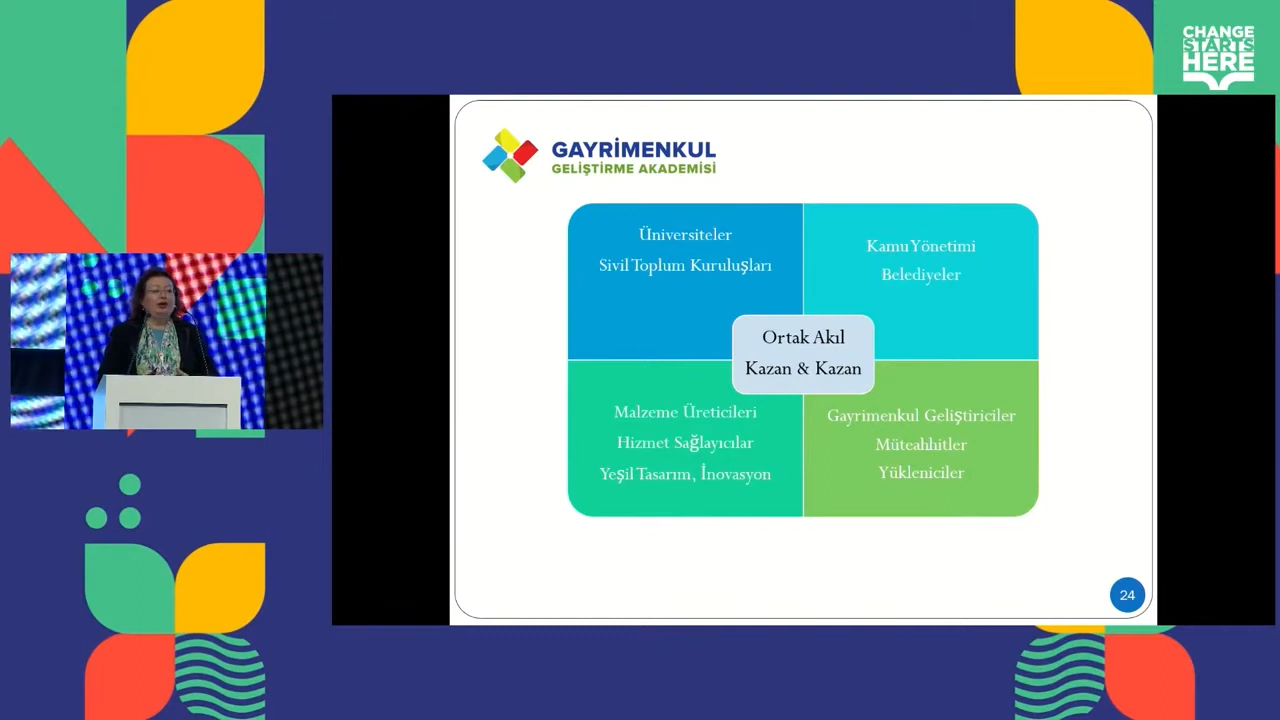 CHANGE
STARTS
HERE
GAYRİMENKUL
GELİŞTİRME AKADEMİSİ
Üniversiteler
Sivil Toplum Kuruluşları
Kamu Yönetimi
Belediyeler
Ortak Akıl
Kazan & Kazan
Malzeme Üreticileri
Hizmet Sağlayıcılar
Yeşil Tasarım, İnovasyon
Gayrimenkul Geliştiriciler
Müteahhitler
Yükleniciler
24